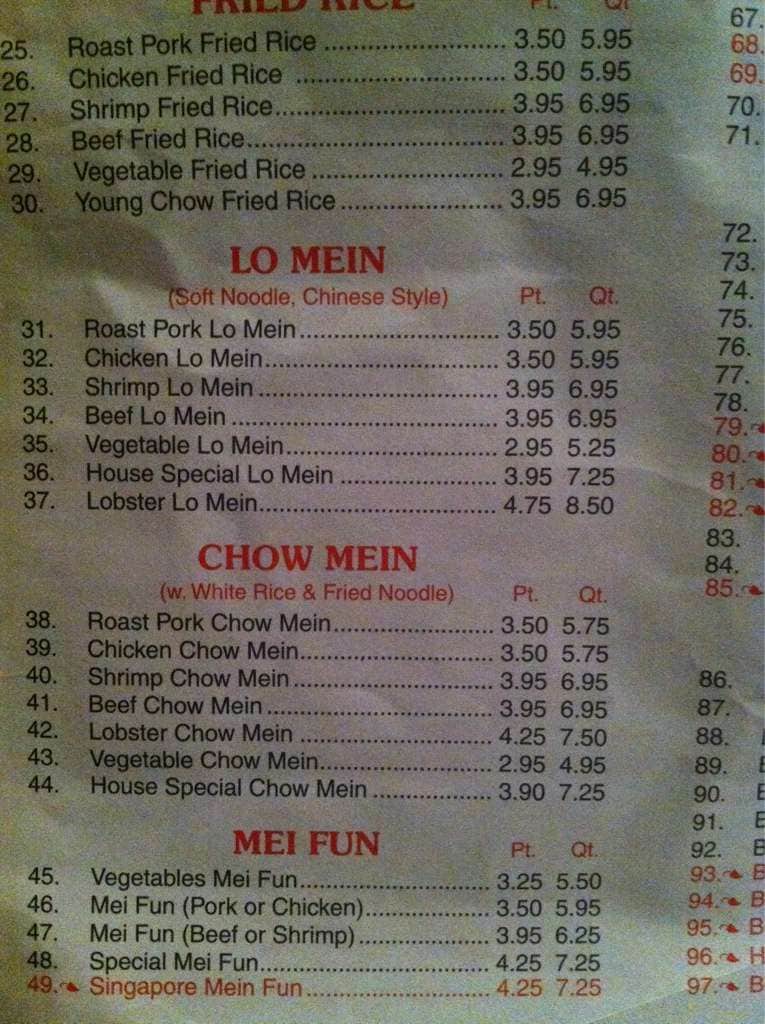 FRIED RICE Pt. Qt
25. Roast Pork Fried Rice 3.50 5.95
26. Chicken Fried Rice 3.50 5.95
27. Shrimp Fried Rice 3.95 6.95
28. Beef Fried Rice 3.95 6.95
29. Vegetable Fried Rice 2.95 4.95
30. Young Chow Fried Rice 3.95 6.95
LO MEIN
(Soft Noodle, Chinese Style) Pt. Qt.
31. Roast Pork Lo Mein 3.50 5.95
32. Chicken Lo Mein 3.50 5.95
33. Shrimp Lo Mein 3.95 6.95
34. Beef Lo Mein 3.95 6.95
35. Vegetable Lo Mein 2.95 5.25
36. House Special Lo Mein 3.95 7.25
37. Lobster Lo Mein 4.75 8.50
CHOW MEIN
(w. White Rice & Fried Noodle) Pt. Qt.
38. Roast Pork Chow Mein 3.50 5.75
39. Chicken Chow Mein 3.50 5.75
40. Shrimp Chow Mein 3.95 6.95
41. Beef Chow Mein 3.95 6.95
42. Lobster Chow Mein 4.25 7.50
43. Vegetable Chow Mein 2.95 4.95
44. House Special Chow Mein 3.90 7.25
MEI FUN Pt. Qt.
45. Vegetables Mei Fun 3.25 5.50
46. Mei Fun (Pork or Chicken) 3.50 5.95
47. Mei Fun (Beef or Shrimp) 3.95 6.25
48. Special Mei Fun 4.25 7.25
49. Singapore Mein Fun 4.25 7.25
67.
68.
69.
70.
71.
72.
73.
74.
75.
76.
77.
78.
79.
80.
81.
82.
83.
84.
85.
86.
87.
88.
89.
90.
91.
92. B
93. B
94. B
95. B
96. H
97. B